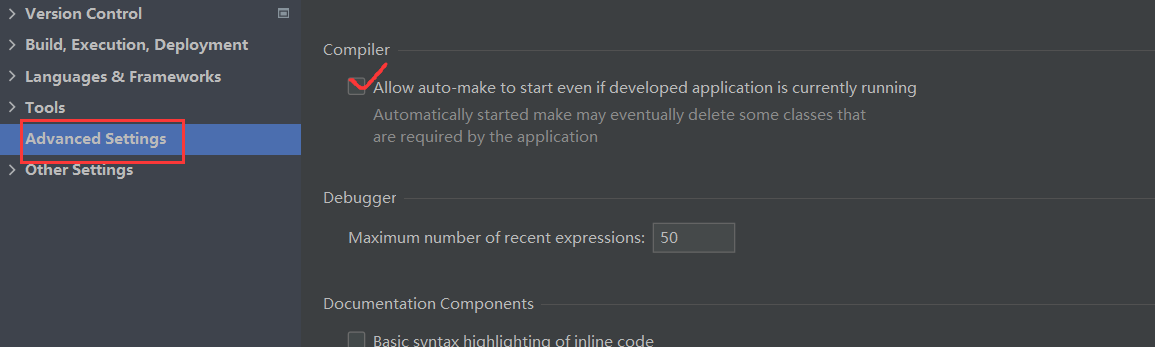 Version Control
Build, Execution, Deployment
Languages & Frameworks
Tools
Advanced Settings
Other Settings
Compiler
Allow auto-make to start even if developed application is currently running
Automatically started make may eventually delete some classes that
are required by the application
Debugger
Maximum number of recent expressions: 50
Documentation Components
Basic syntax highlighting of inline code